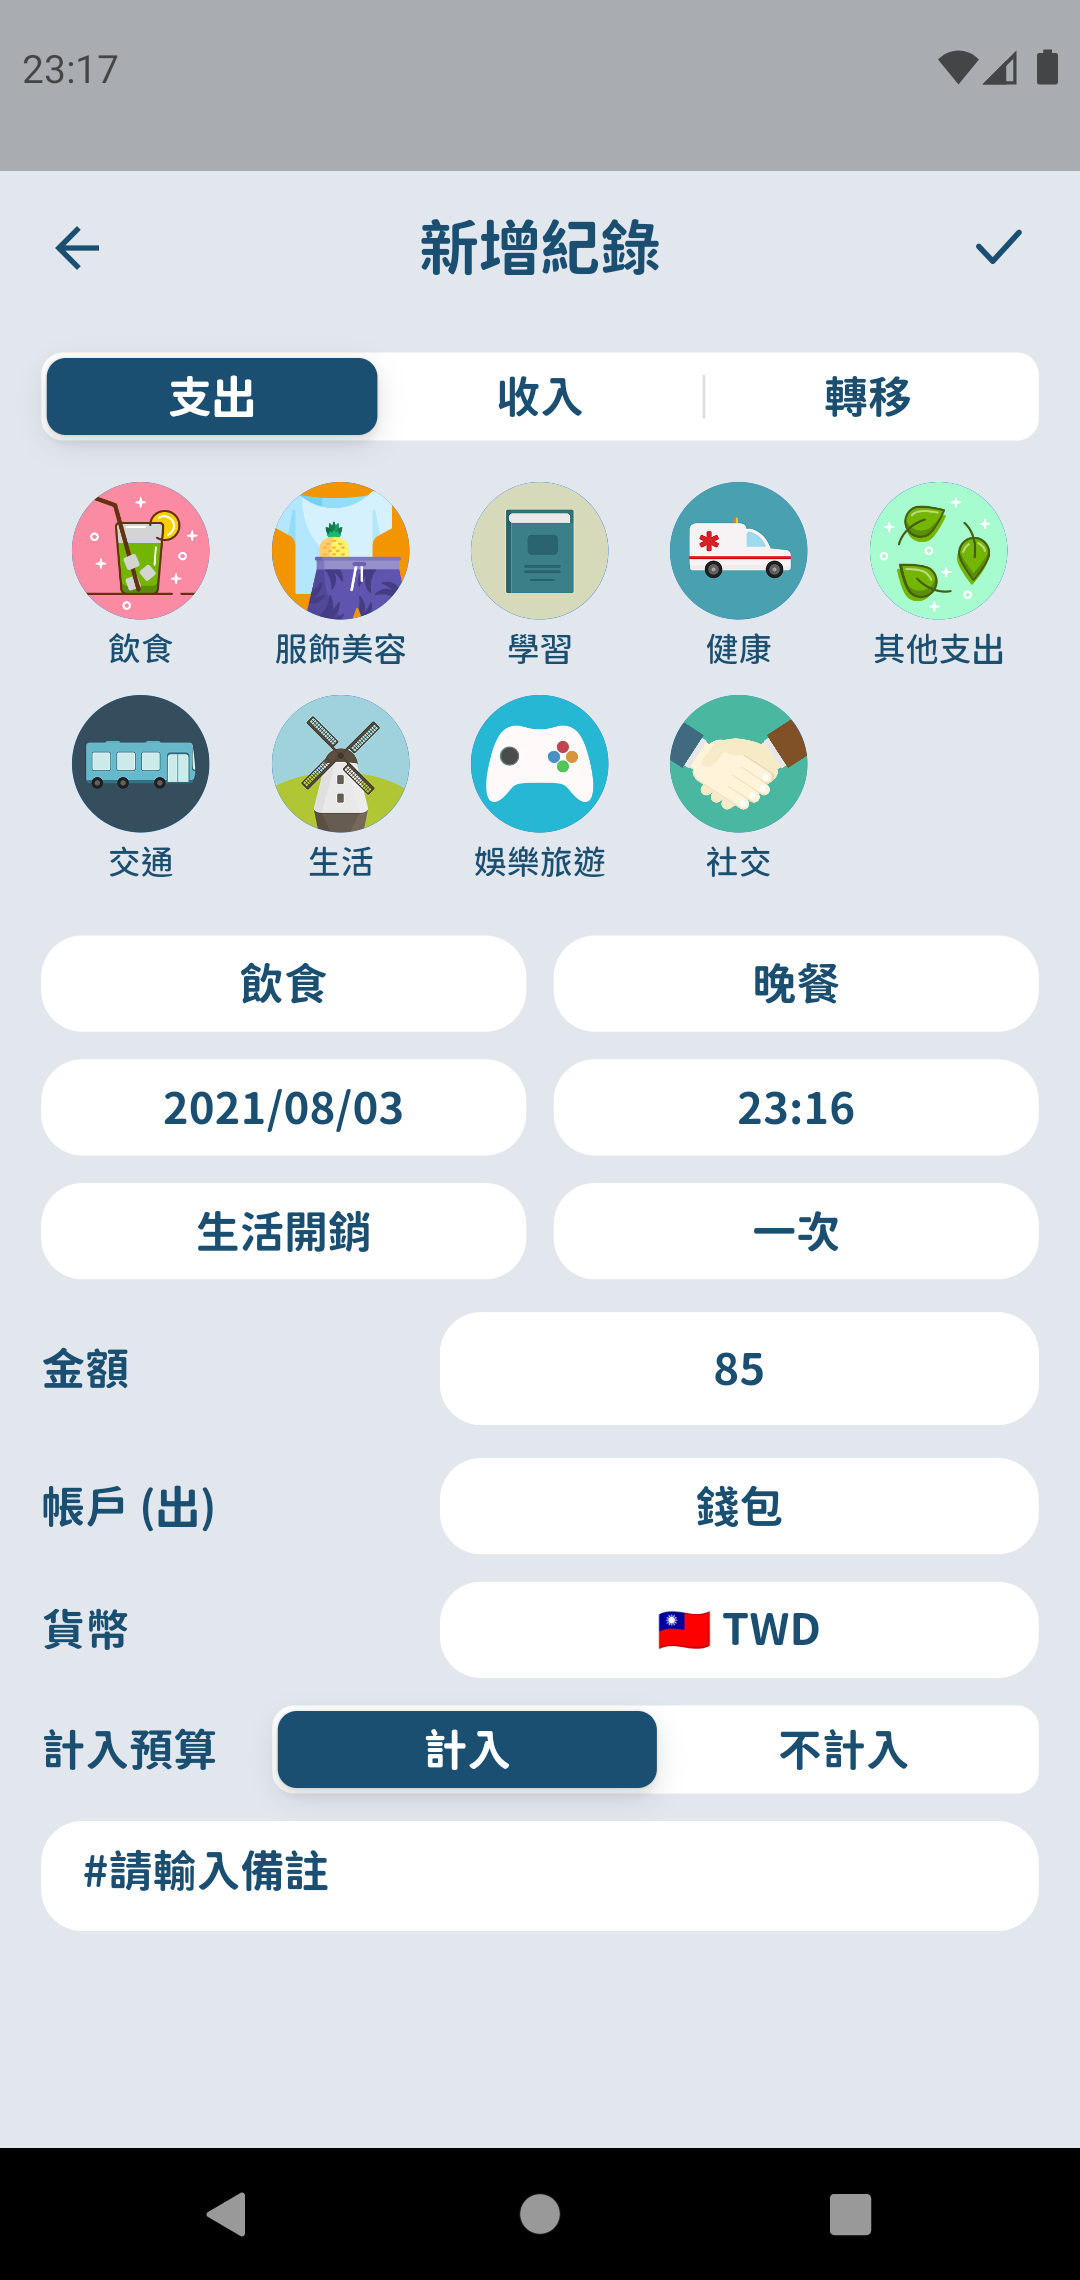 23:17
新增紀錄
支出 收入 轉移
飲食 服飾美容 學習 健康 其他支出
交通 生活 娛樂旅遊 社交
飲食 晚餐
2021/08/03 23:16
生活開銷 一次
金額 85
帳戶 (出) 錢包
貨幣 🇹🇼 TWD
計入預算 計入 不計入
#請輸入備註